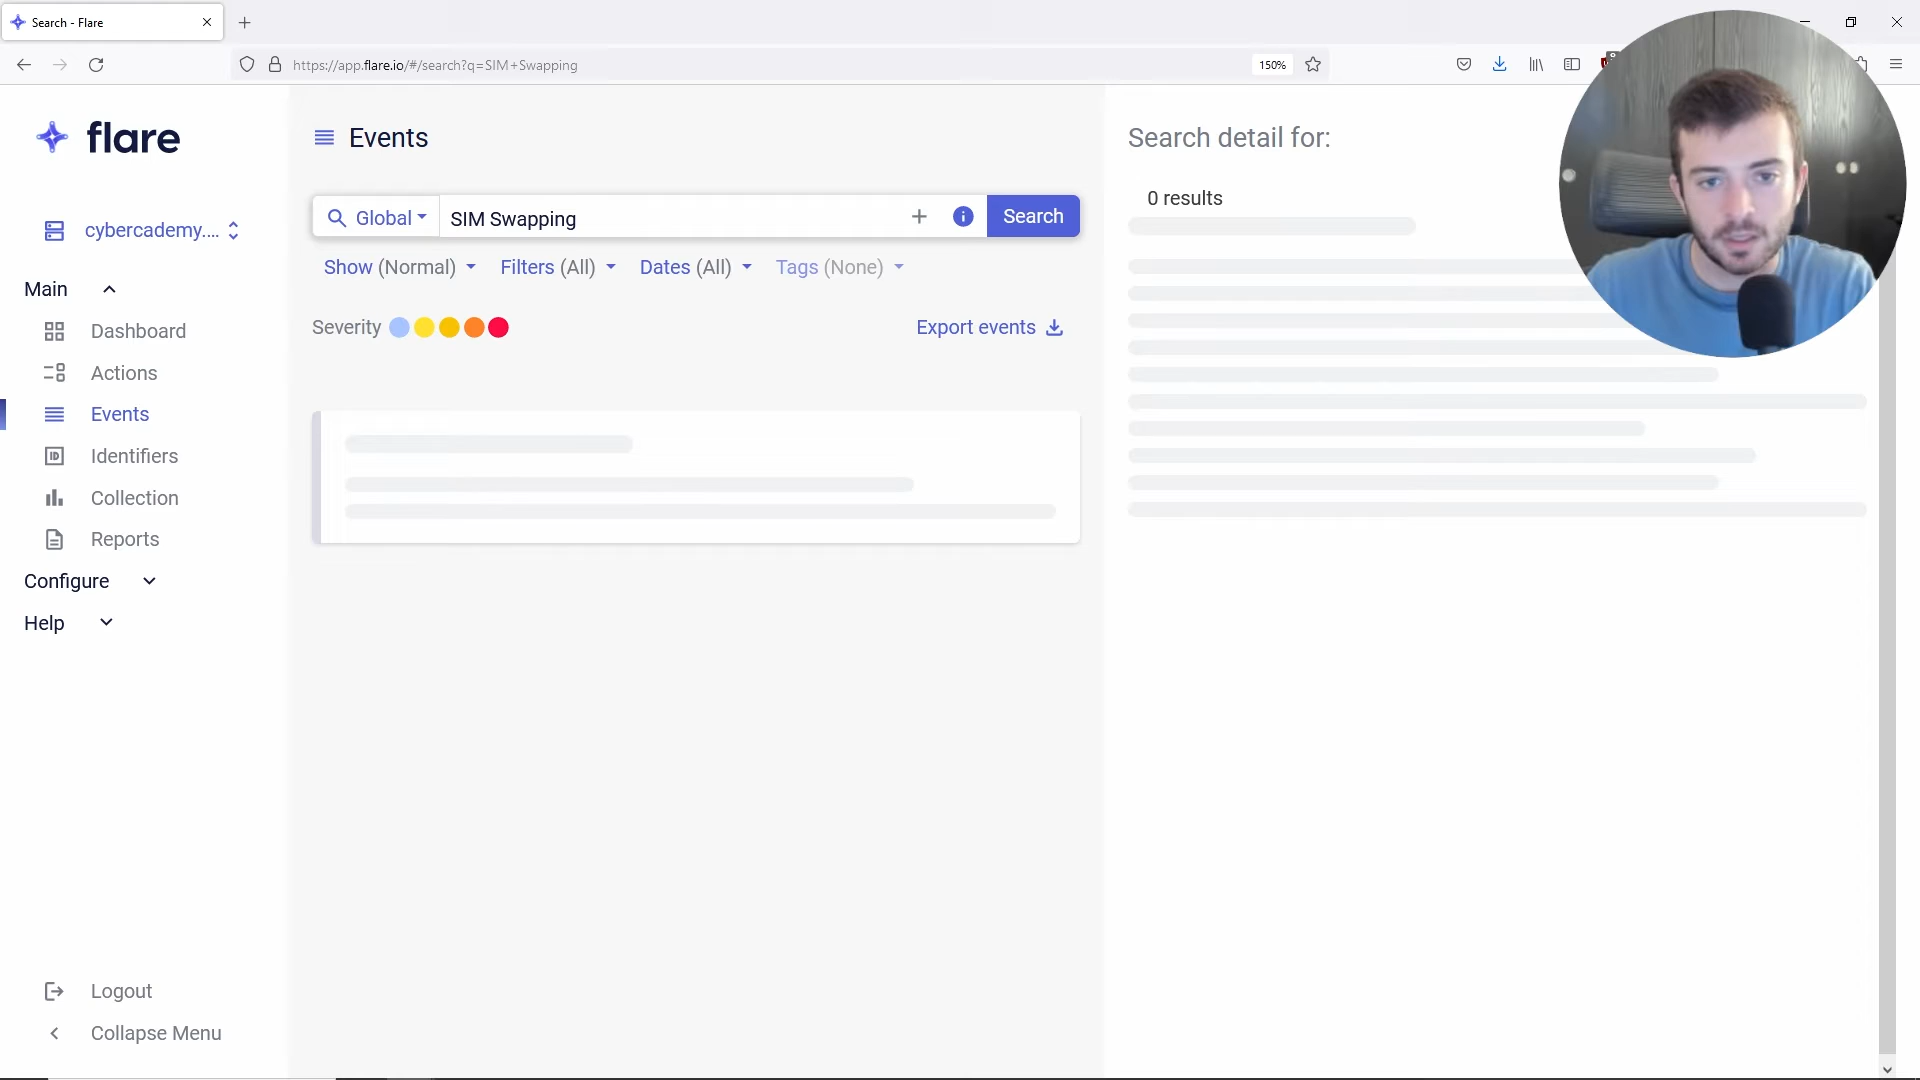 Search - Flare
https://app.flare.io/#/search?q=SIM+Swapping
150%
flare
cybercademy....
Main
Dashboard
Actions
Events
Identifiers
Collection
Reports
Configure
Help
Logout
Collapse Menu
Events
Global
SIM Swapping
Search
Show (Normal)
Filters (All)
Dates (All)
Tags (None)
Severity
Export events
Search detail for:
0 results